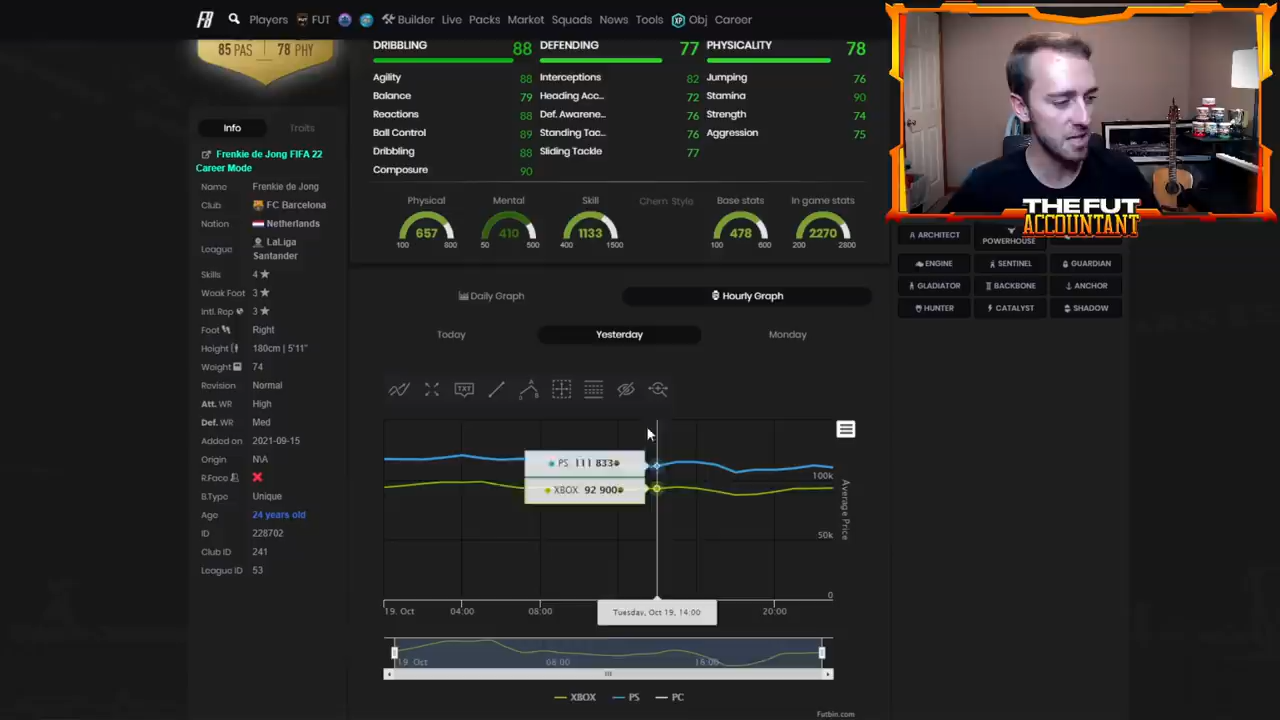 F8 Players FUT Builder Live Packs Market Squads News Tools XP Obj Career
85 PAS 78 PHY
DRIBBLING 88 DEFENDING 77 PHYSICALITY 78
Agility 88 Interceptions 82 Jumping 76
Balance 79 Heading Acc... 72 Stamina 90
Reactions 88 Def. Awarene... 76 Strength 74
Ball Control 89 Standing Tac... 76 Aggression 75
Dribbling 88 Sliding Tackle 77
Composure 90
Info Traits
Frenkie de Jong FIFA 22
Career Mode
Name Frenkie de Jong
Club FC Barcelona
Nation Netherlands
League LaLiga
Santander
Skills 4
Weak Foot 3
Intl. Rep 3
Foot Right
Height 180cm | 5'11"
Weight 74
Revision Normal
Att. WR High
Def. WR Med
Added on 2021-09-15
Origin N\A
R.Face
B.Type Unique
Age 24 years old
ID 228702
Club ID 241
League ID 53
Physical Mental Skill Chem Style Base stats In game stats
657 410 1133 478 2270
100 800 50 500 400 1500 100 600 200 2800
Daily Graph Hourly Graph
Today Yesterday Monday
TXT
PS: 111 833
XBOX: 92 900
100k
50k
0
Average Price
19. Oct 04:00 08:00 20:00
Tuesday, Oct 19, 14:00
19. Oct 08:00 16:00
XBOX PS PC
Futbin.com
THE FUT
ACCOUNTANT
ARCHITECT POWERHOUSE
ENGINE SENTINEL GUARDIAN
GLADIATOR BACKBONE ANCHOR
HUNTER CATALYST SHADOW